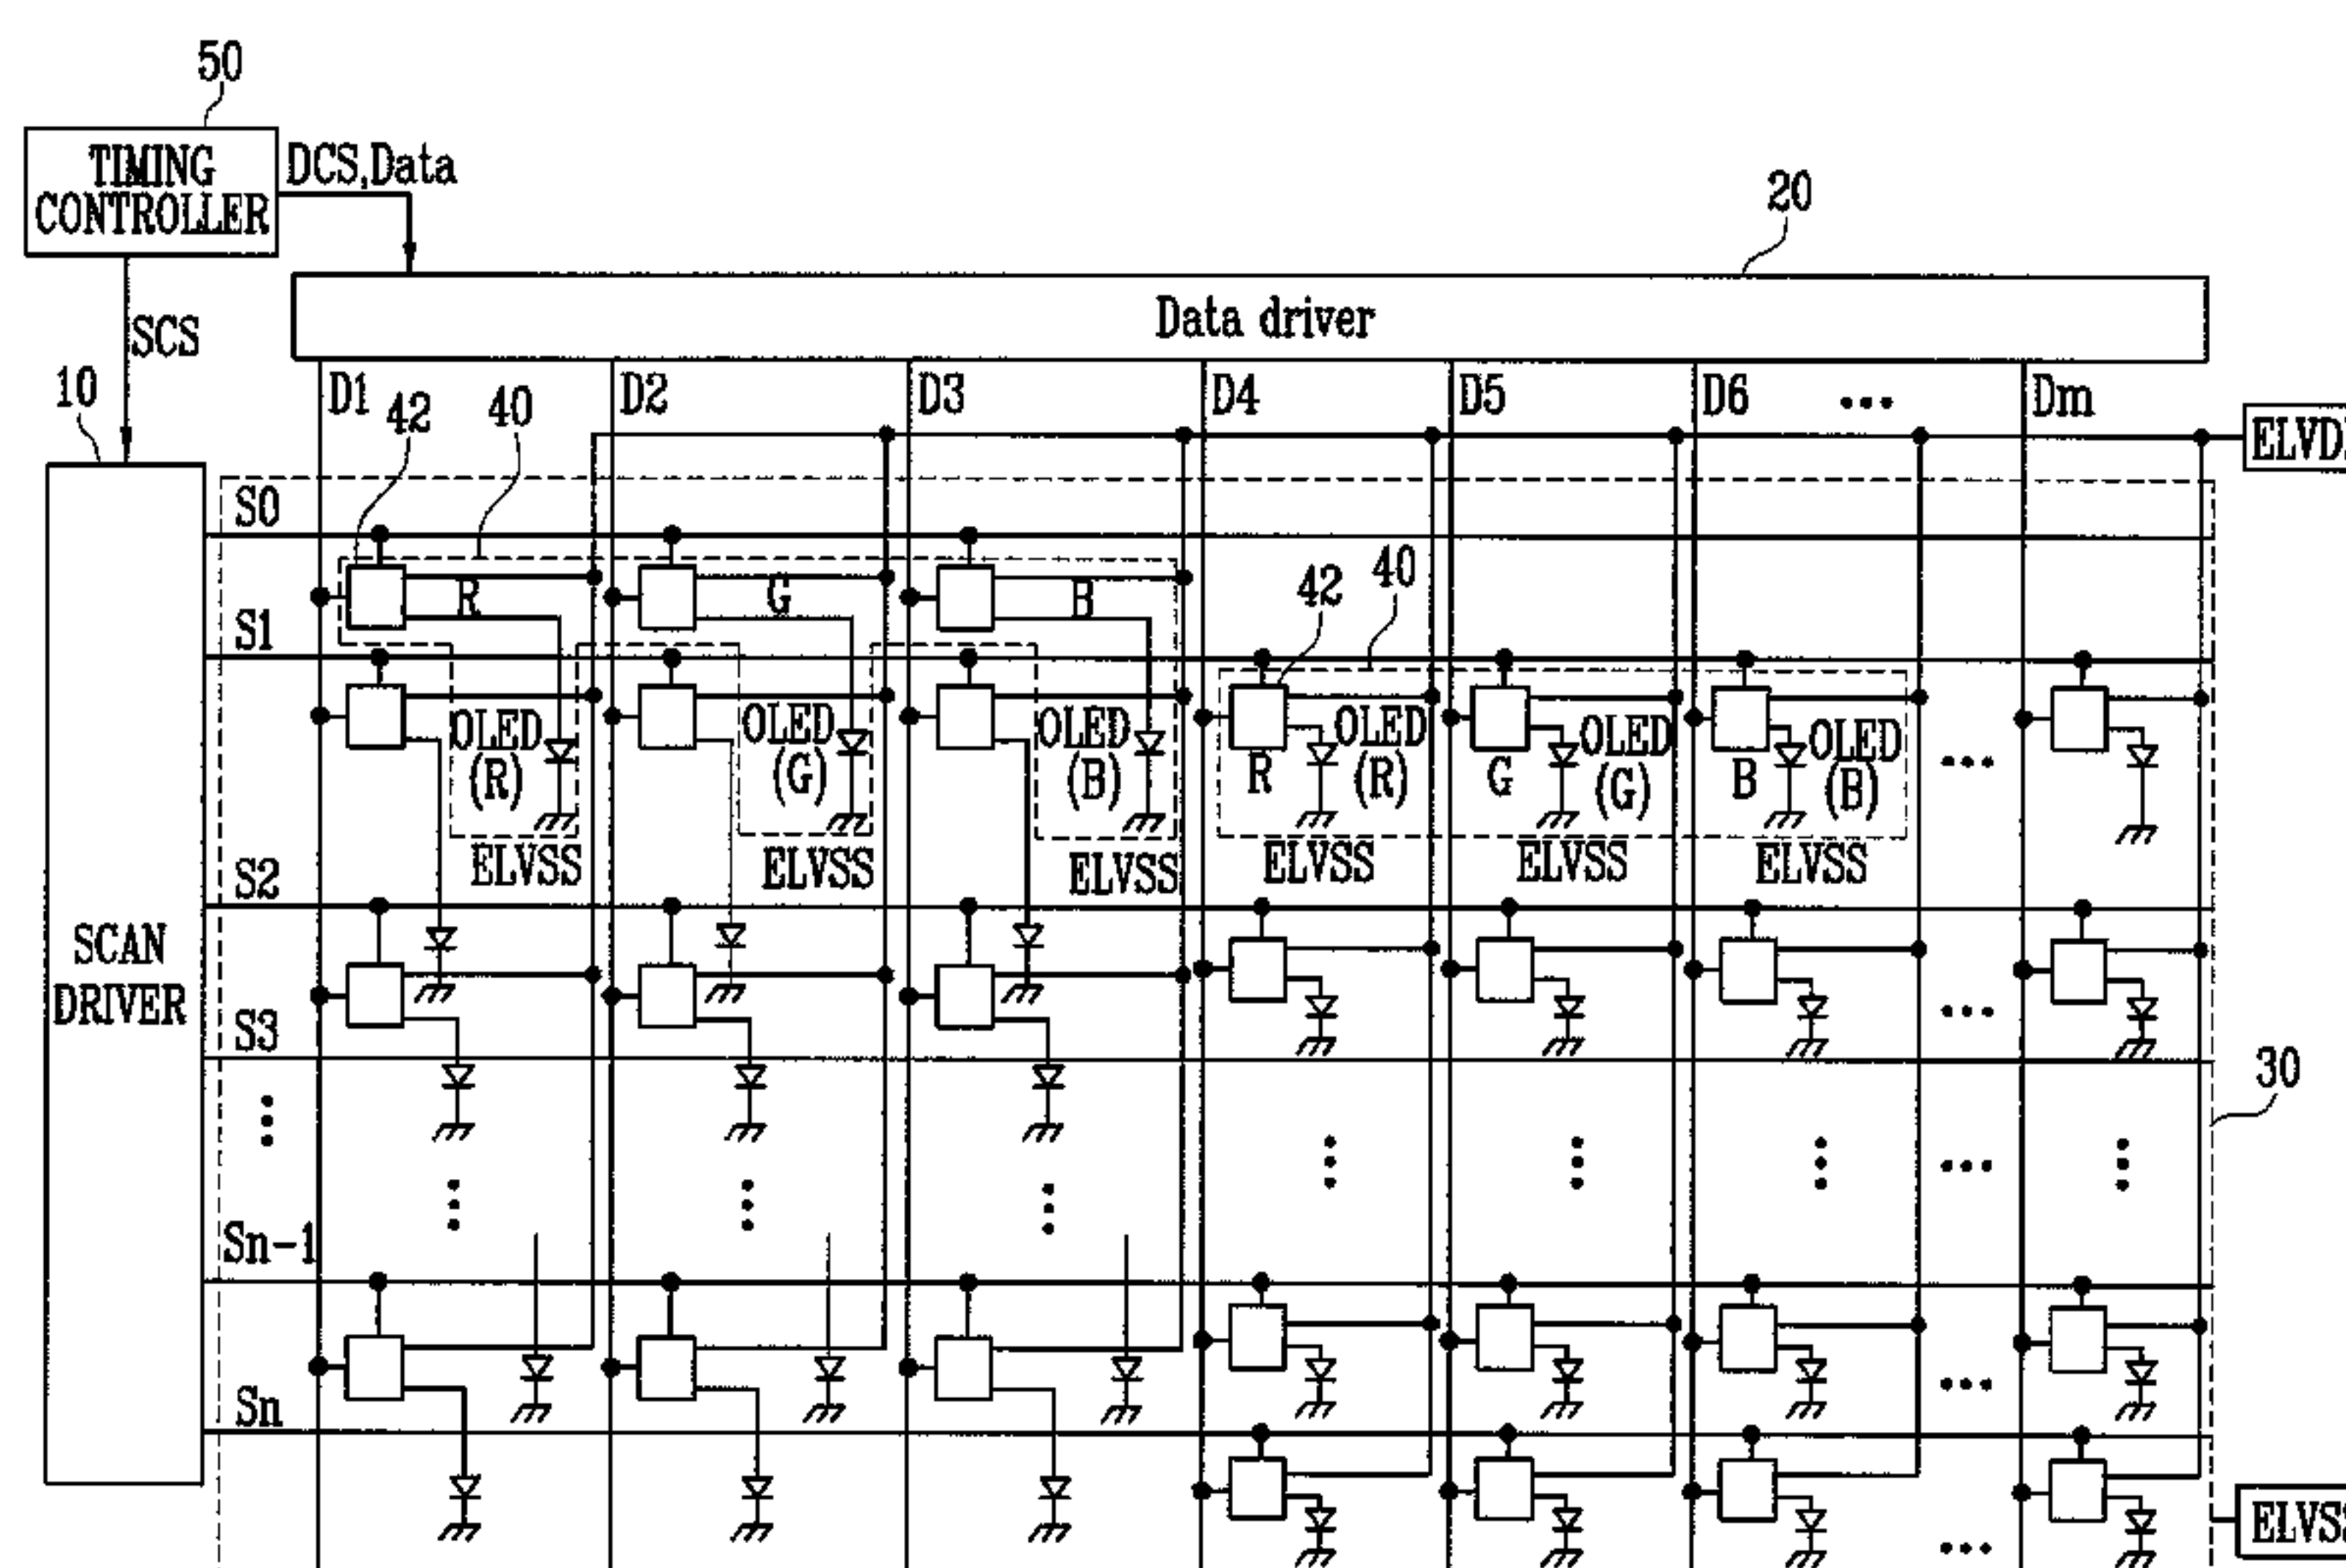 50
TIMING
CONTROLLER
DCS,Data
20
SCS
Data driver
10
42
40
D1
D2
D3
D4
D5
D6
...
Dm
S0
R
G
B
42
40
S1
OLED
(R)
OLED
(G)
OLED
(B)
R
OLED
(R)
G
OLED
(G)
B
OLED
(B)
...
ELVSS
ELVSS
ELVSS
ELVSS
ELVSS
ELVSS
S2
SCAN
DRIVER
S3
...
30
...
Sn-1
...
Sn
...